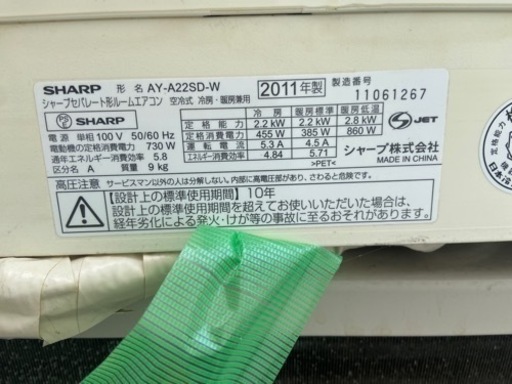 SHARP 形名 AY-A22SD-W 2011年製 製造番号
シャープセパレート形ルームエアコン 空冷式 冷房・暖房兼用 11061267
冷房 暖房標準 暖房低温
定格能力 2.2 kW 2.2 kW 2.8 kW
定格消費電力 455 W 385 W 860 W
運転電流 5.3 A 4.5 A
エネルギー消費効率 4.84 5.71
PS E SHARP
電源 単相 100 V 50/60 Hz
電動機の定格消費電力 730 W
通年エネルギー消費効率 5.8
区分名 A 質量 9 kg
>PET<
S JET
シャープ株式会社
MADE IN CHINA
高圧注意 サービスマン以外の人は分解しない。内部に高電圧部があり、さわると危険です。
【設計上の標準使用期間】10年
設計上の標準使用期間を超えてお使いいただいた場合は、
経年劣化による発火・けが等の事故に至るおそれがあります。